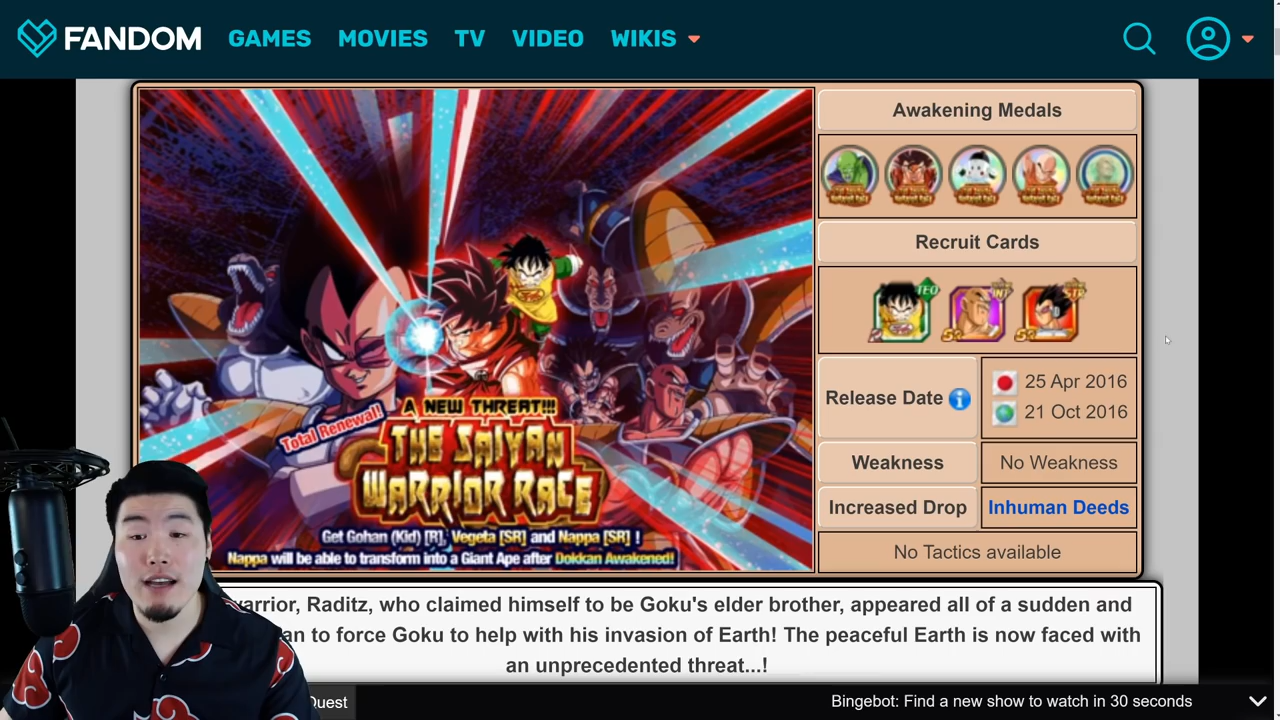 FANDOM GAMES MOVIES TV VIDEO WIKIS
Awakening Medals
Recruit Cards
TEQ
Release Date
25 Apr 2016
21 Oct 2016
Weakness
No Weakness
Increased Drop
Inhuman Deeds
No Tactics available
A NEW THREAT!!!
Total Renewal!
THE SAIYAN
WARRIOR RACE
Get Gohan (Kid) [R], Vegeta [SR] and Nappa [SR] !
Nappa will be able to transform into a Giant Ape after Dokkan Awakened!
warrior, Raditz, who claimed himself to be Goku's elder brother, appeared all of a sudden and
to force Goku to help with his invasion of Earth! The peaceful Earth is now faced with
an unprecedented threat...!
Bingebot: Find a new show to watch in 30 seconds